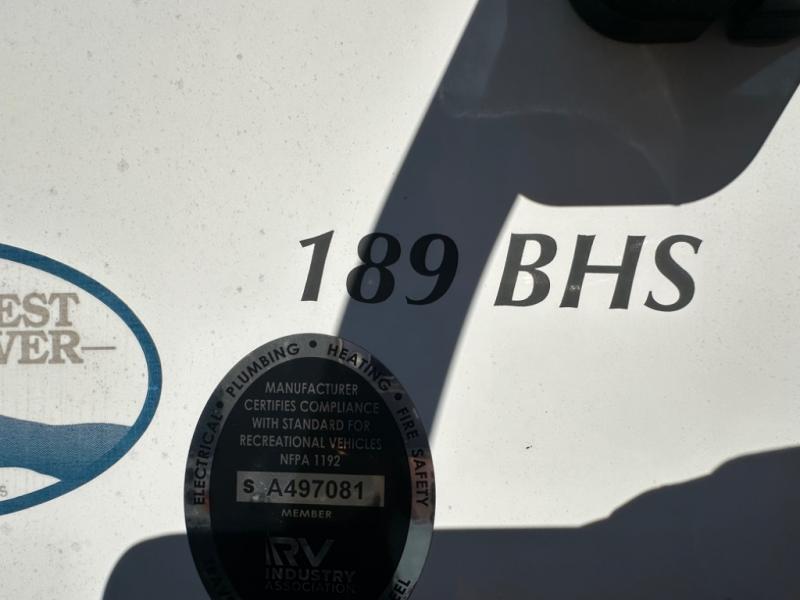 189 BHS
EST
VER
ELECTRICAL • PLUMBING • HEATING • FIRE SAFETY
MANUFACTURER
CERTIFIES COMPLIANCE
WITH STANDARD FOR
RECREATIONAL VEHICLES
NFPA 1192
S A497081
MEMBER
RV
INDUSTRY
ASSOCIATION